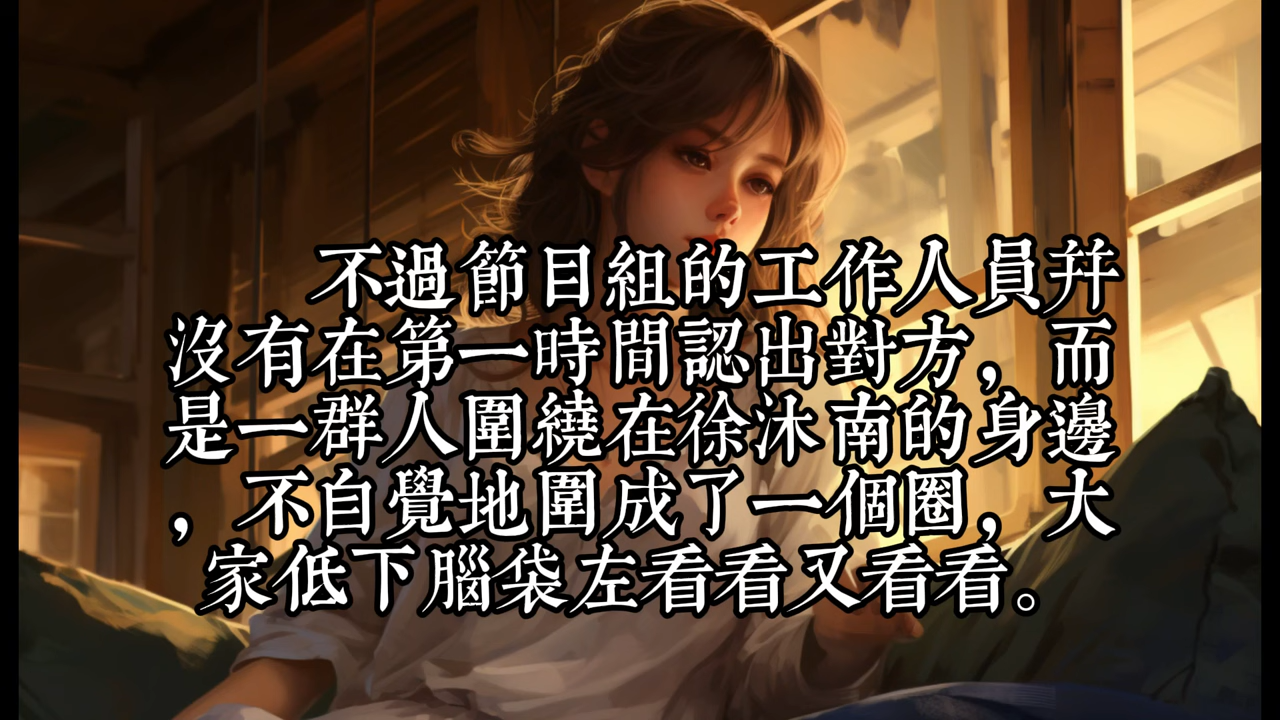 不過節目組的工作人員幷
沒有在第一時間認出對方，而
是一群人圍繞在徐沐南的身邊
，不自覺地圍成了一個圈，大
家低下腦袋左看看又看看。